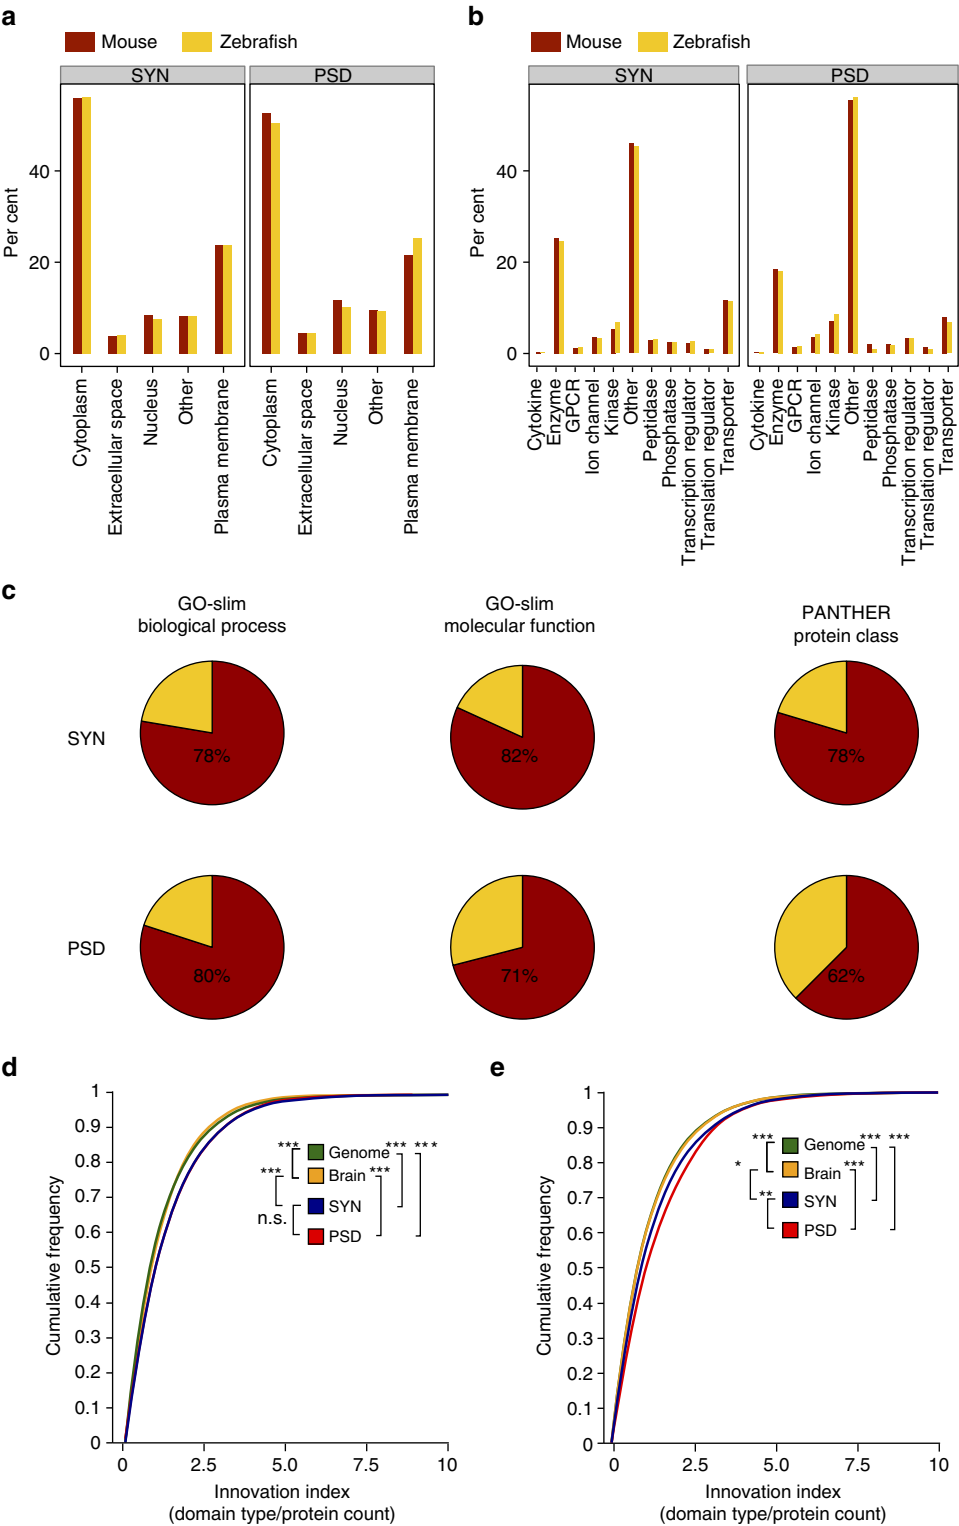 a
Mouse Zebrafish
SYN PSD
Per cent
40
20
0
Cytoplasm
Extracellular space
Nucleus
Other
Plasma membrane
Cytoplasm
Extracellular space
Nucleus
Other
Plasma membrane
b
Mouse Zebrafish
SYN PSD
Per cent
40
20
0
Cytokine
Enzyme
GPCR
Ion channel
Kinase
Other
Peptidase
Phosphatase
Transcription regulator
Translation regulator
Transporter
Cytokine
Enzyme
GPCR
Ion channel
Kinase
Other
Peptidase
Phosphatase
Transcription regulator
Translation regulator
Transporter
c
GO-slim
biological process
GO-slim
molecular function
PANTHER
protein class
SYN
78%
82%
78%
PSD
80%
71%
62%
d
Cumulative frequency
1
0.9
0.8
0.7
0.6
0.5
0.4
0.3
0.2
0.1
0
*** Genome *** ***
*** Brain ***
SYN
n.s.
PSD
0 2.5 5.0 7.5 10
Innovation index
(domain type/protein count)
e
Cumulative frequency
1
0.9
0.8
0.7
0.6
0.5
0.4
0.3
0.2
0.1
0
*** Genome *** ***
* Brain ***
** SYN
PSD
0 2.5 5.0 7.5 10
Innovation index
(domain type/protein count)